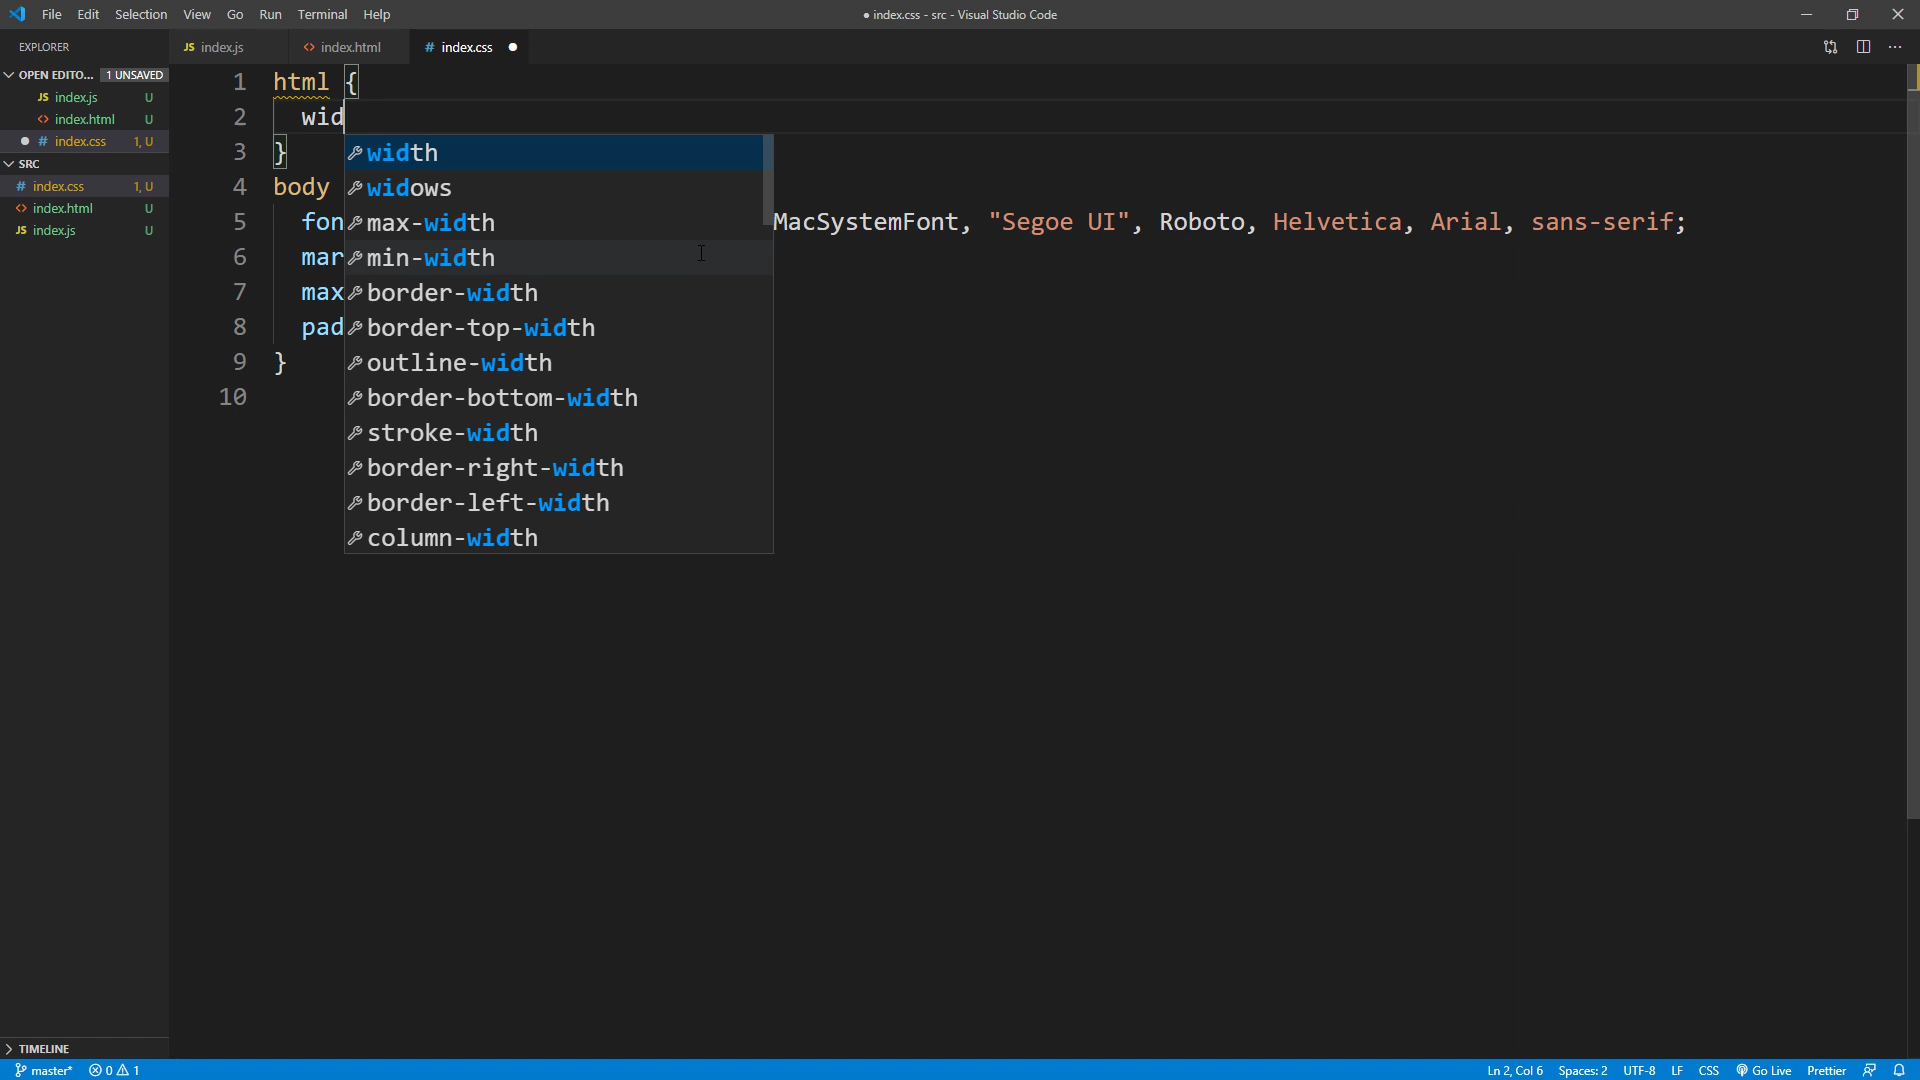 File Edit Selection View Go Run Terminal Help
● index.css - src - Visual Studio Code
EXPLORER
JS index.js
<> index.html
# index.css ●
OPEN EDITO... 1 UNSAVED
JS index.js U
<> index.html U
● # index.css 1, U
SRC
# index.css 1, U
<> index.html U
JS index.js U
1 html {
2 wid
3 }
4 body
5 fon MacSystemFont, "Segoe UI", Roboto, Helvetica, Arial, sans-serif;
6 mar
7 max
8 pad
9 }
10
width
widows
max-width
min-width
border-width
border-top-width
outline-width
border-bottom-width
stroke-width
border-right-width
border-left-width
column-width
TIMELINE
master* 0 1
Ln 2, Col 6 Spaces: 2 UTF-8 LF CSS Go Live Prettier